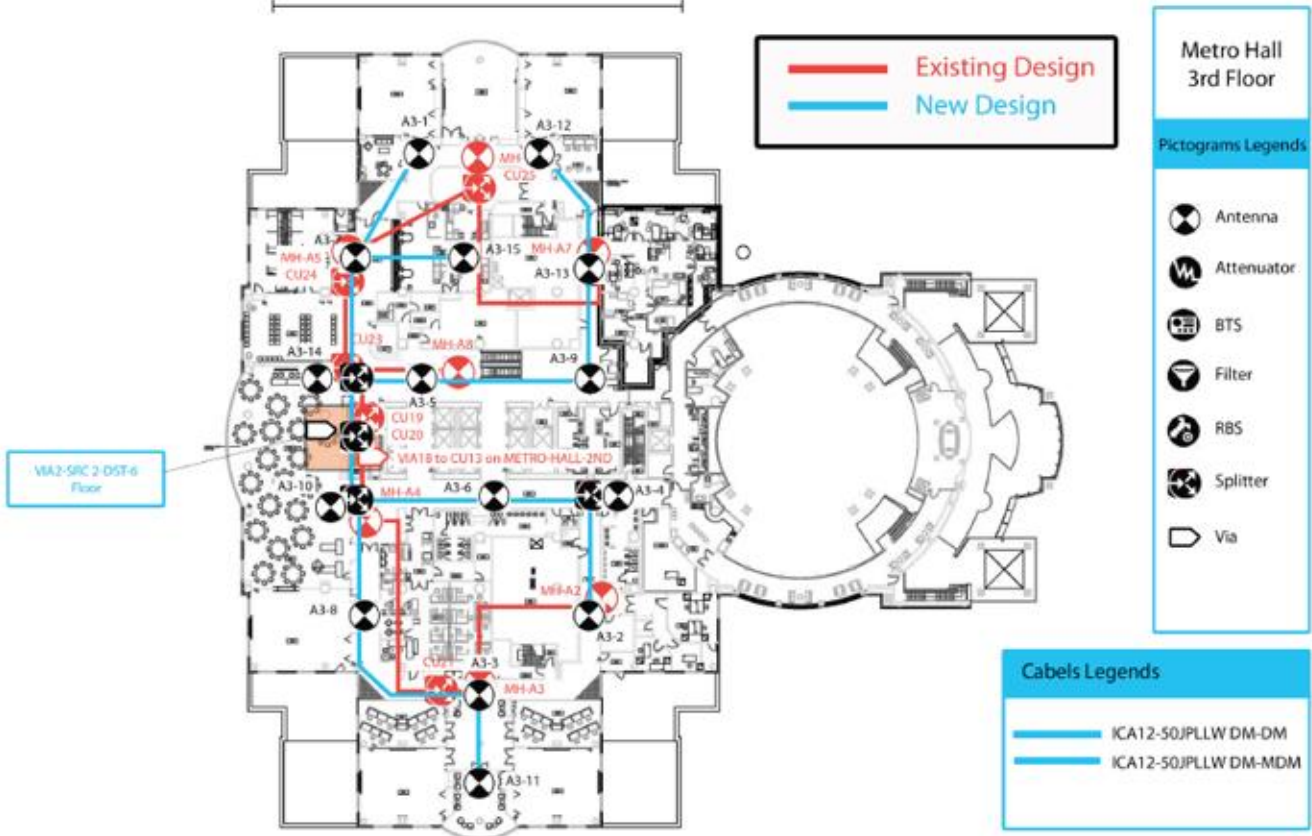 Existing Design
New Design
Metro Hall
3rd Floor
Pictograms Legends
Antenna
Attenuator
BTS
Filter
RBS
Splitter
Via
A3-1
A3-12
MH-
CU25
MH-A5
CU24
A3-15
MH-A7
A3-13
CU23
MH-A8
A3-14
A3-5
A3-9
CU19
CU20
VIA18 to CU13 on METRO-HALL-2ND
VIA2-SRC 2-DST-6
Floor
A3-10
MH-A4
A3-6
A3-4
MH-A2
A3-8
A3-2
CU21
A3-3
MH-A3
A3-11
Cabels Legends
ICA12-50JPLLW DM-DM
ICA12-50JPLLW DM-MDM